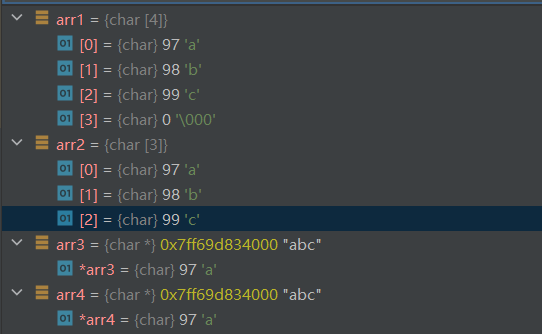 arr1 = {char [4]}
01 [0] = {char} 97 'a'
01 [1] = {char} 98 'b'
01 [2] = {char} 99 'c'
01 [3] = {char} 0 '\000'
arr2 = {char [3]}
01 [0] = {char} 97 'a'
01 [1] = {char} 98 'b'
01 [2] = {char} 99 'c'
arr3 = {char *} 0x7ff69d834000 "abc"
01 *arr3 = {char} 97 'a'
arr4 = {char *} 0x7ff69d834000 "abc"
01 *arr4 = {char} 97 'a'